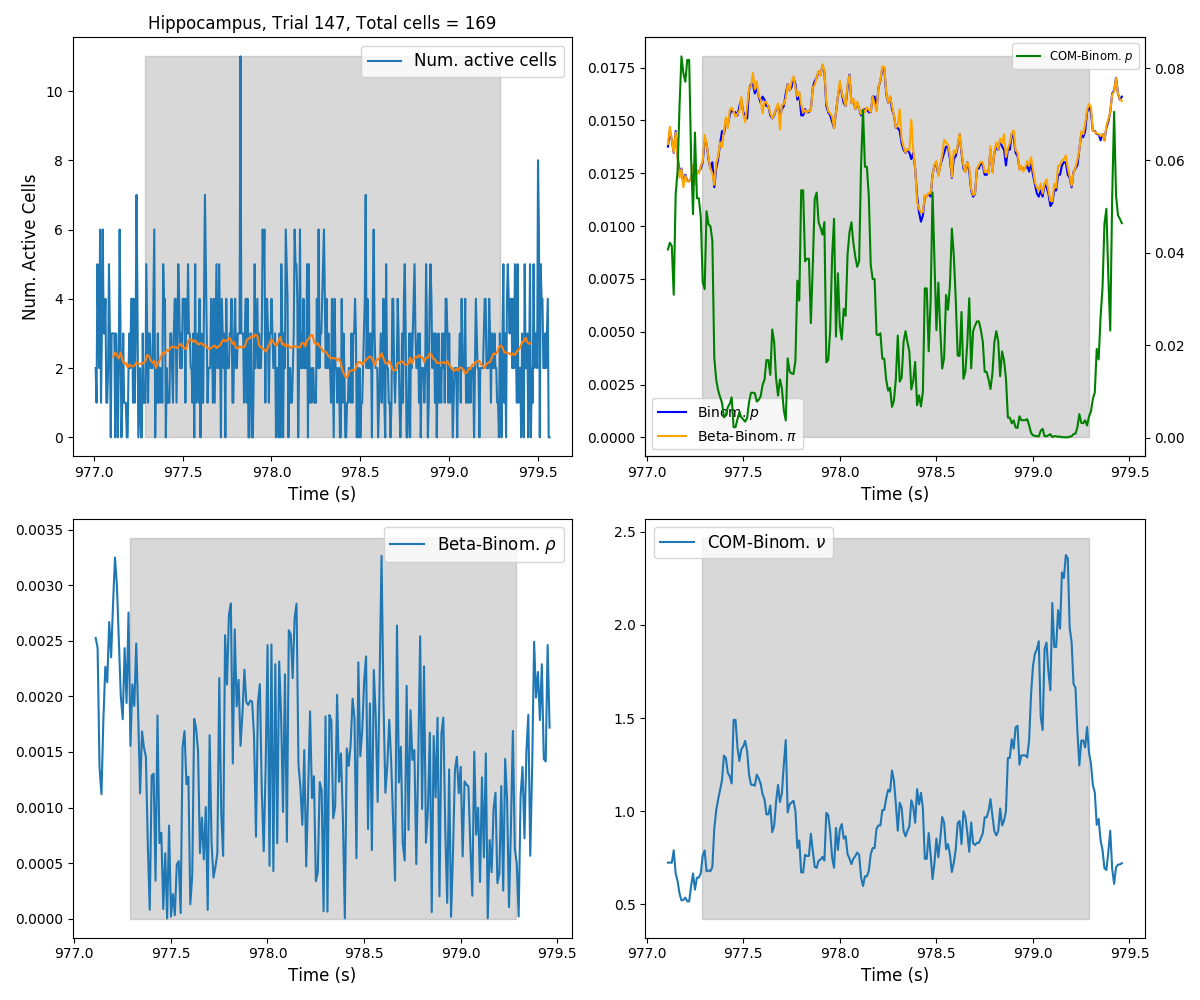 Hippocampus, Trial 147, Total cells = 169
Num. active cells
Num. Active Cells
10
8
6
4
2
0
977.0 977.5 978.0 978.5 979.0 979.5
Time (s)
COM-Binom. p
0.0175
0.0150
0.0125
0.0100
0.0075
0.0050
0.0025
0.0000
0.08
0.06
0.04
0.02
0.00
Binom. p
Beta-Binom. π
977.0 977.5 978.0 978.5 979.0 979.5
Time (s)
Beta-Binom. ρ
0.0035
0.0030
0.0025
0.0020
0.0015
0.0010
0.0005
0.0000
977.0 977.5 978.0 978.5 979.0 979.5
Time (s)
COM-Binom. ν
2.5
2.0
1.5
1.0
0.5
977.0 977.5 978.0 978.5 979.0 979.5
Time (s)